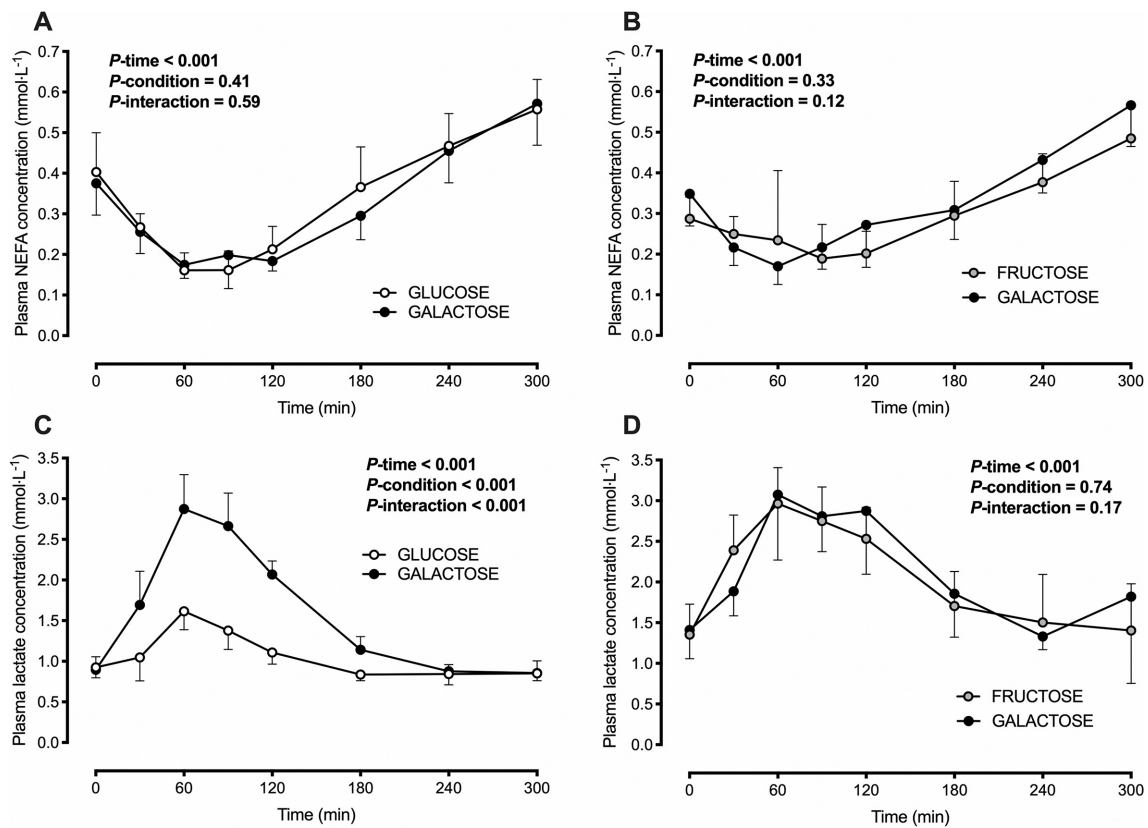 A
Plasma NEFA concentration (mmol·L-1)
0.7
0.6
0.5
0.4
0.3
0.2
0.1
0.0
P-time < 0.001
P-condition = 0.41
P-interaction = 0.59
GLUCOSE
GALACTOSE
0 60 120 180 240 300
Time (min)
B
Plasma NEFA concentration (mmol·L-1)
0.7
0.6
0.5
0.4
0.3
0.2
0.1
0.0
P-time < 0.001
P-condition = 0.33
P-interaction = 0.12
FRUCTOSE
GALACTOSE
0 60 120 180 240 300
Time (min)
C
Plasma lactate concentration (mmol·L-1)
3.5
3.0
2.5
2.0
1.5
1.0
0.5
0.0
P-time < 0.001
P-condition < 0.001
P-interaction < 0.001
GLUCOSE
GALACTOSE
0 60 120 180 240 300
Time (min)
D
Plasma lactate concentration (mmol·L-1)
3.5
3.0
2.5
2.0
1.5
1.0
0.5
0.0
P-time < 0.001
P-condition = 0.74
P-interaction = 0.17
FRUCTOSE
GALACTOSE
0 60 120 180 240 300
Time (min)